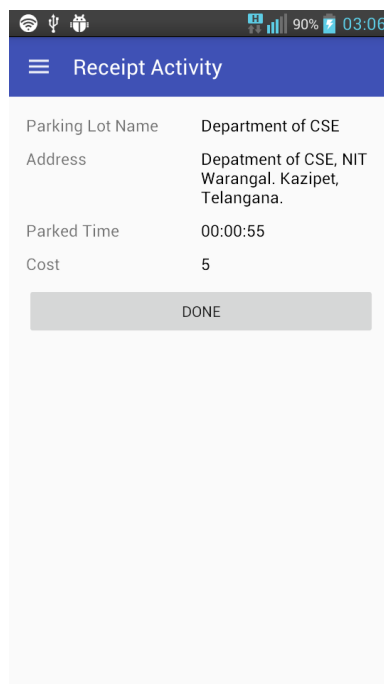 H 90% 03:06
Receipt Activity
Parking Lot Name Department of CSE
Address Depatment of CSE, NIT
Warangal. Kazipet,
Telangana.
Parked Time 00:00:55
Cost 5
DONE